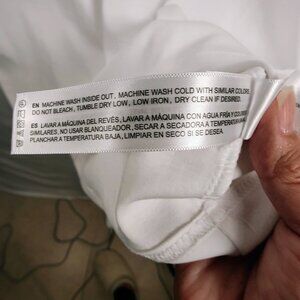 EN MACHINE WASH INSIDE OUT. MACHINE WASH COLD WITH SIMILAR COLORS.
DO NOT BLEACH, TUMBLE DRY LOW, LOW IRON, DRY CLEAN IF DESIRED.
ES LAVAR A MÁQUINA DEL REVÉS, LAVAR A MÁQUINA CON AGUA FRÍA Y COLORES
SIMILARES, NO USAR BLANQUEADOR, SECAR A SECADORA A TEMPERATURA
PLANCHAR A TEMPERATURA BAJA, LIMPIAR EN SECO SI SE DESEA